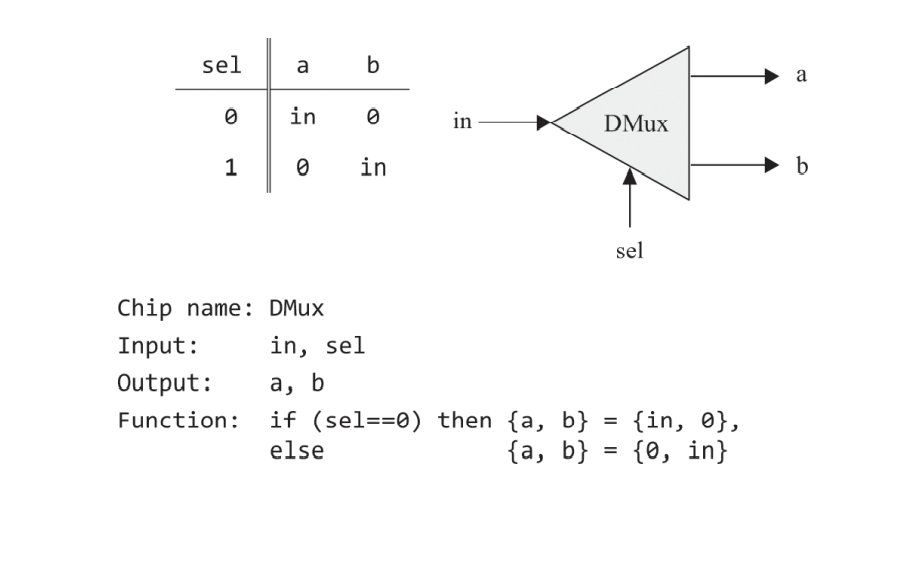 sel a b
0 in 0
1 0 in
in DMux a
b
sel
Chip name: DMux
Input: in, sel
Output: a, b
Function: if (sel==0) then {a, b} = {in, 0},
else {a, b} = {0, in}